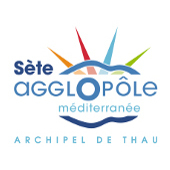 Sète
agglopôle
méditerranée
ARCHIPEL DE THAU